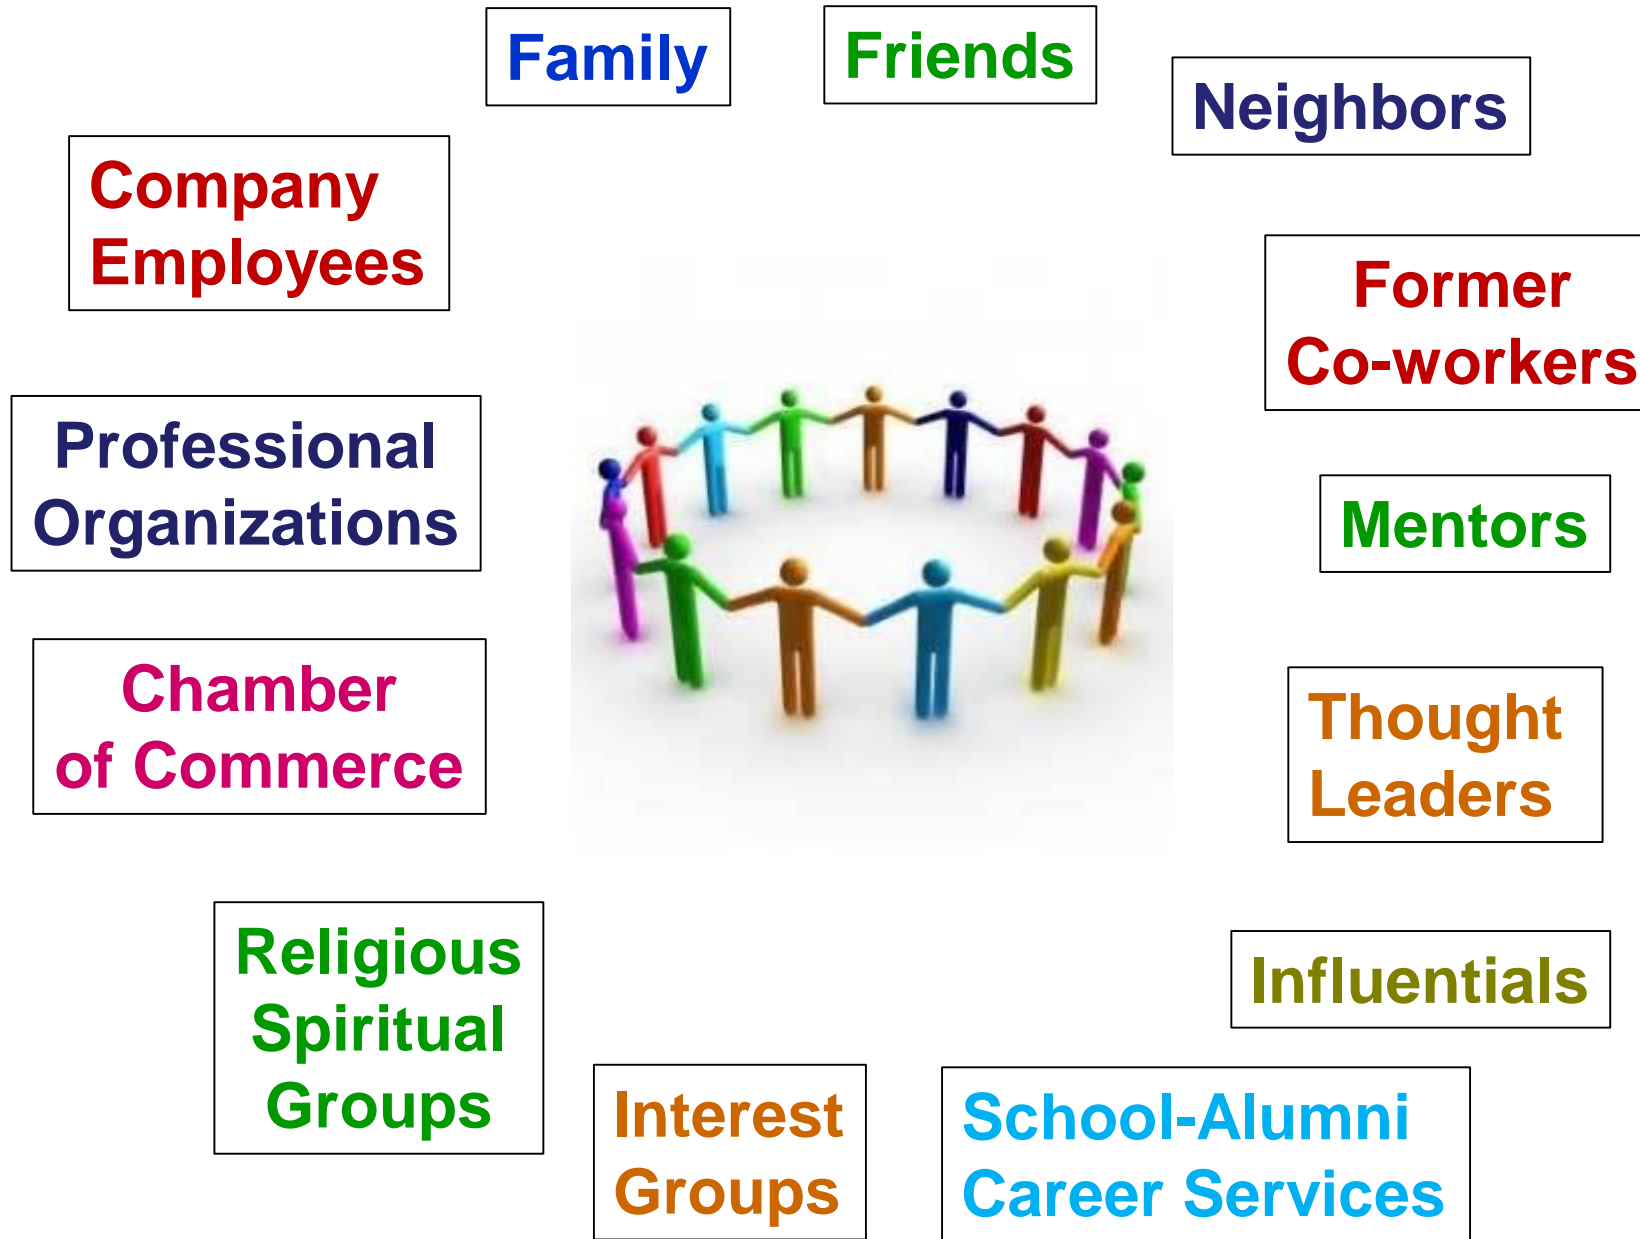 Family
Friends
Neighbors
Company
Employees
Former
Co-workers
Professional
Organizations
Mentors
Chamber
of Commerce
Thought
Leaders
Religious
Spiritual
Groups
Influentials
Interest
Groups
School-Alumni
Career Services